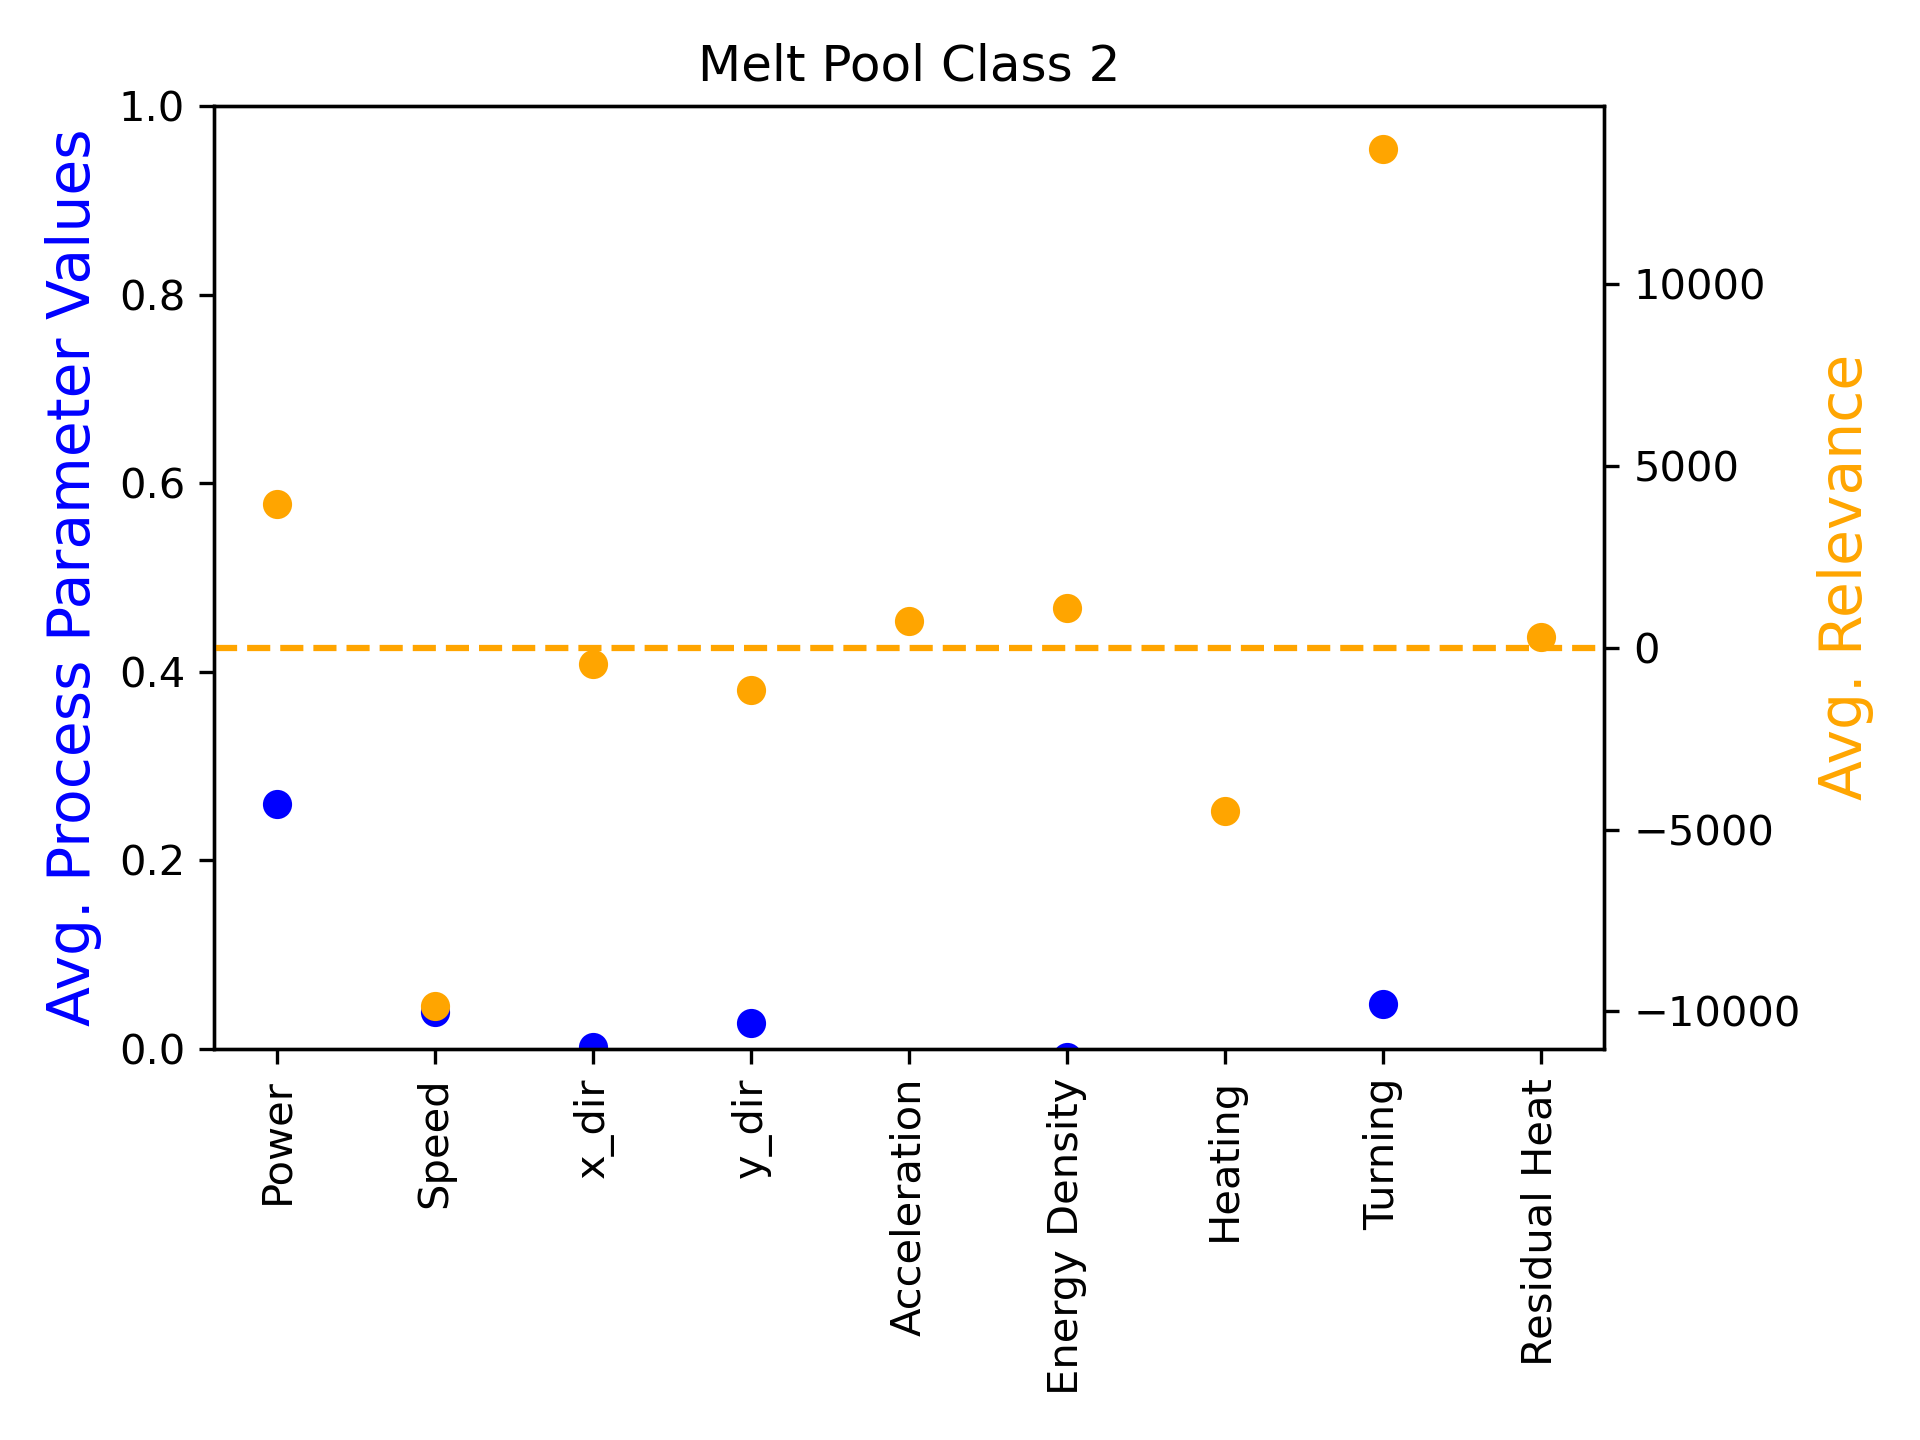 Melt Pool Class 2
Avg. Process Parameter Values
1.0
0.8
0.6
0.4
0.2
0.0
10000
5000
0
−5000
−10000
Avg. Relevance
Power
Speed
x_dir
y_dir
Acceleration
Energy Density
Heating
Turning
Residual Heat